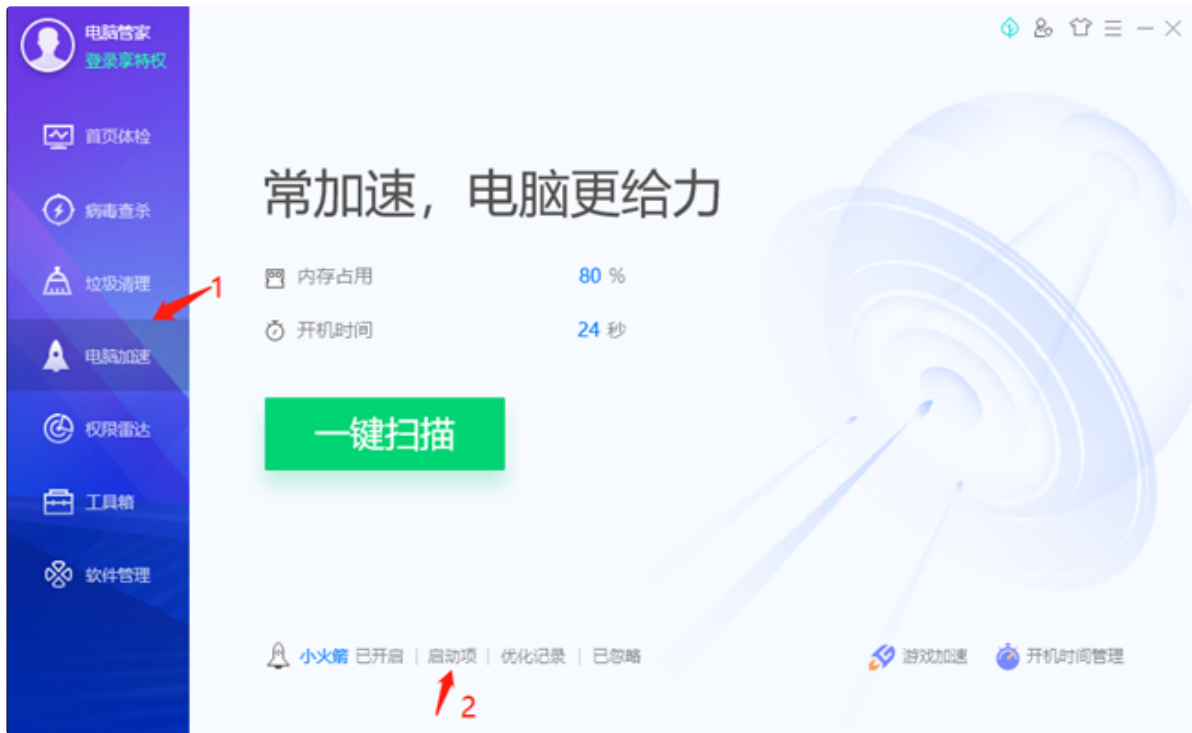 电脑管家
登录享特权
首页体检
病毒查杀
垃圾清理
1
电脑加速
权限雷达
工具箱
软件管理
常加速，电脑更给力
内存占用 80 %
开机时间 24 秒
一键扫描
小火箭 已开启 | 启动项 | 优化记录 | 已忽略 游戏加速 开机时间管理
2